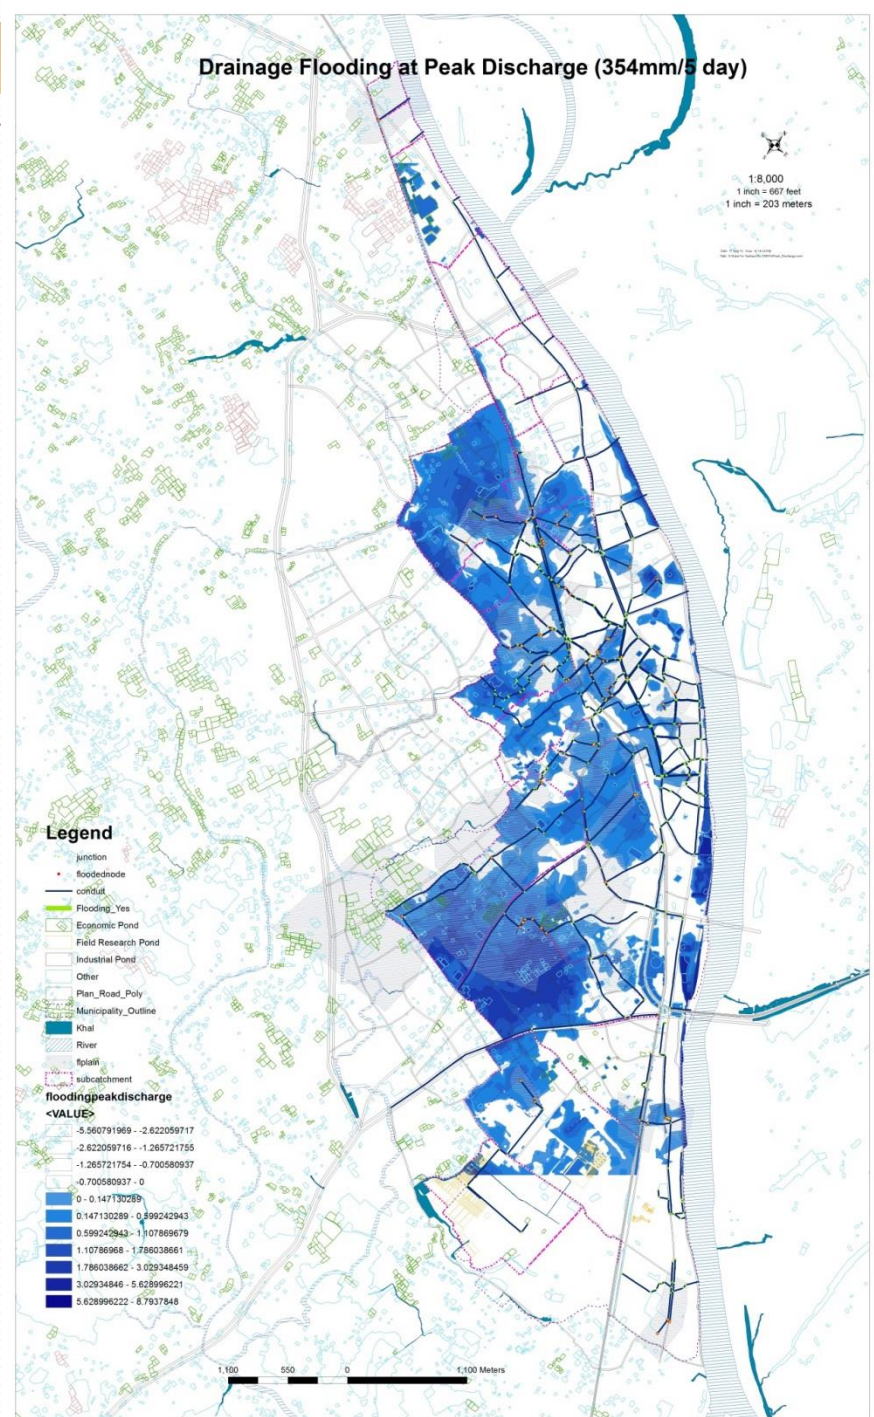 Drainage Flooding at Peak Discharge (354mm/5 day)
1:8,000
1 inch = 667 feet
1 inch = 203 meters
Legend
junction
floodednode
conduit
Flooding_Yes
Economic Pond
Field Research Pond
Industrial Pond
Other
Plan_Road_Poly
Municipality_Outline
Khal
River
flplain
subcatchment
floodingpeakdischarge
<VALUE>
-5.560791969 - -2.622059717
-2.622059716 - -1.265721755
-1.265721754 - -0.700580937
-0.700580937 - 0
0 - 0.147130289
0.147130289 - 0.599242943
0.599242943 - 1.107869679
1.10786968 - 1.786038661
1.786038662 - 3.029348459
3.02934846 - 5.628996221
5.628996222 - 8.7937848
1,100 550 0 1,100 Meters